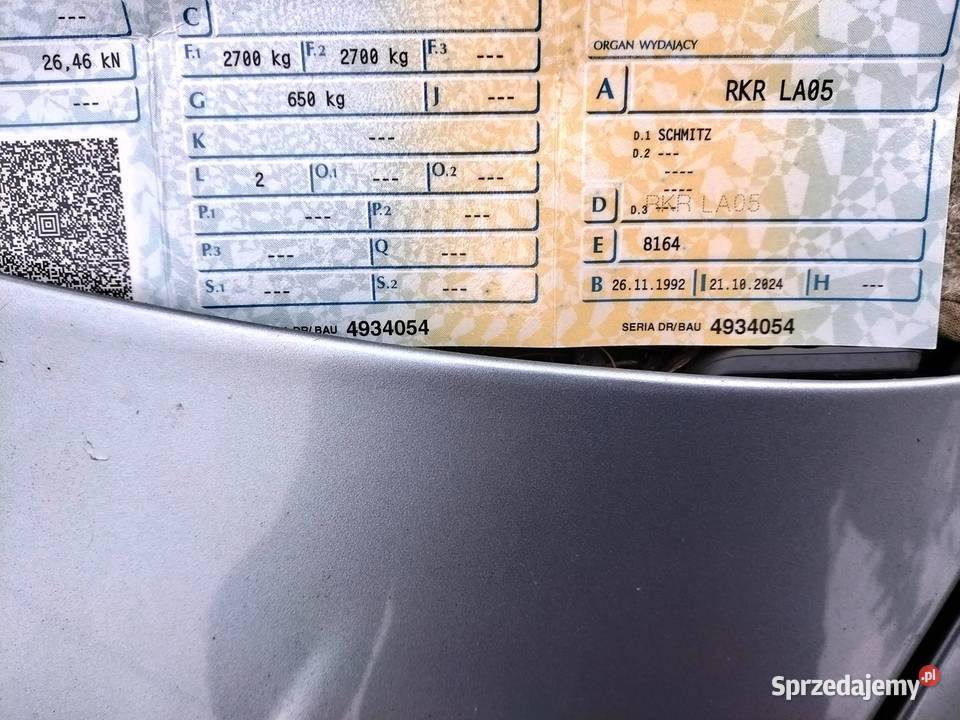 ---
26,46 kN
---
C
F.1 2700 kg F.2 2700 kg F.3 ---
G 650 kg J ---
K ---
L 2 O.1 --- O.2 ---
P.1 --- P.2 ---
P.3 --- Q ---
S.1 --- S.2 ---
DR/BAU 4934054
ORGAN WYDAJĄCY
A RKR LA05
D.1 SCHMITZ
D.2 ---
----
----
D D.3 RKR LA05
E 8164
B 26.11.1992 I 21.10.2024 H ---
SERIA DR/BAU 4934054
Sprzedajemy.pl